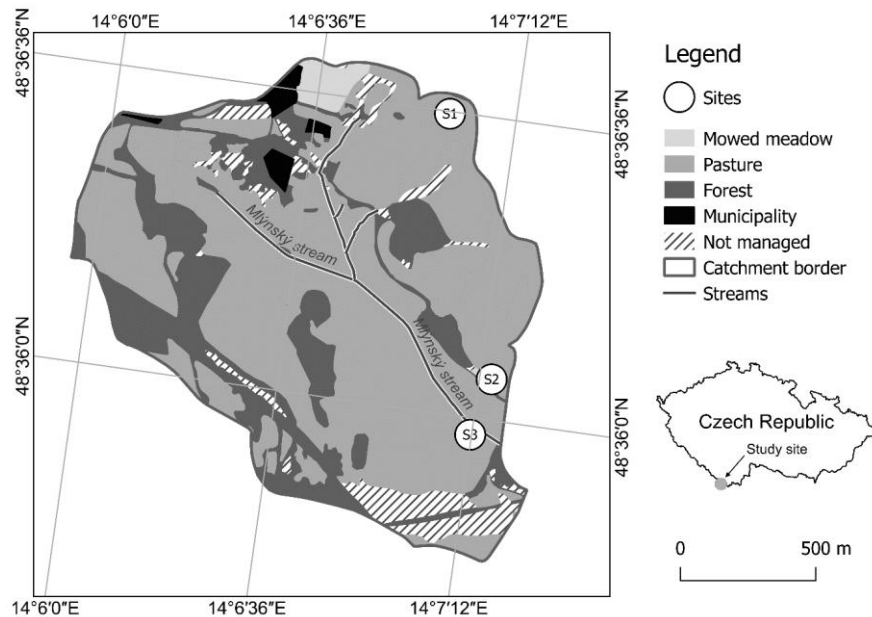 14°6'0"E
14°6'36"E
14°7'12"E
48°36'36"N
48°36'36"N
S1
Mlýnský stream
Mlýnský stream
48°36'0"N
S2
S3
48°36'0"N
14°6'0"E
14°6'36"E
14°7'12"E
Legend
Sites
Mowed meadow
Pasture
Forest
Municipality
Not managed
Catchment border
Streams
Czech Republic
Study site
0
500 m